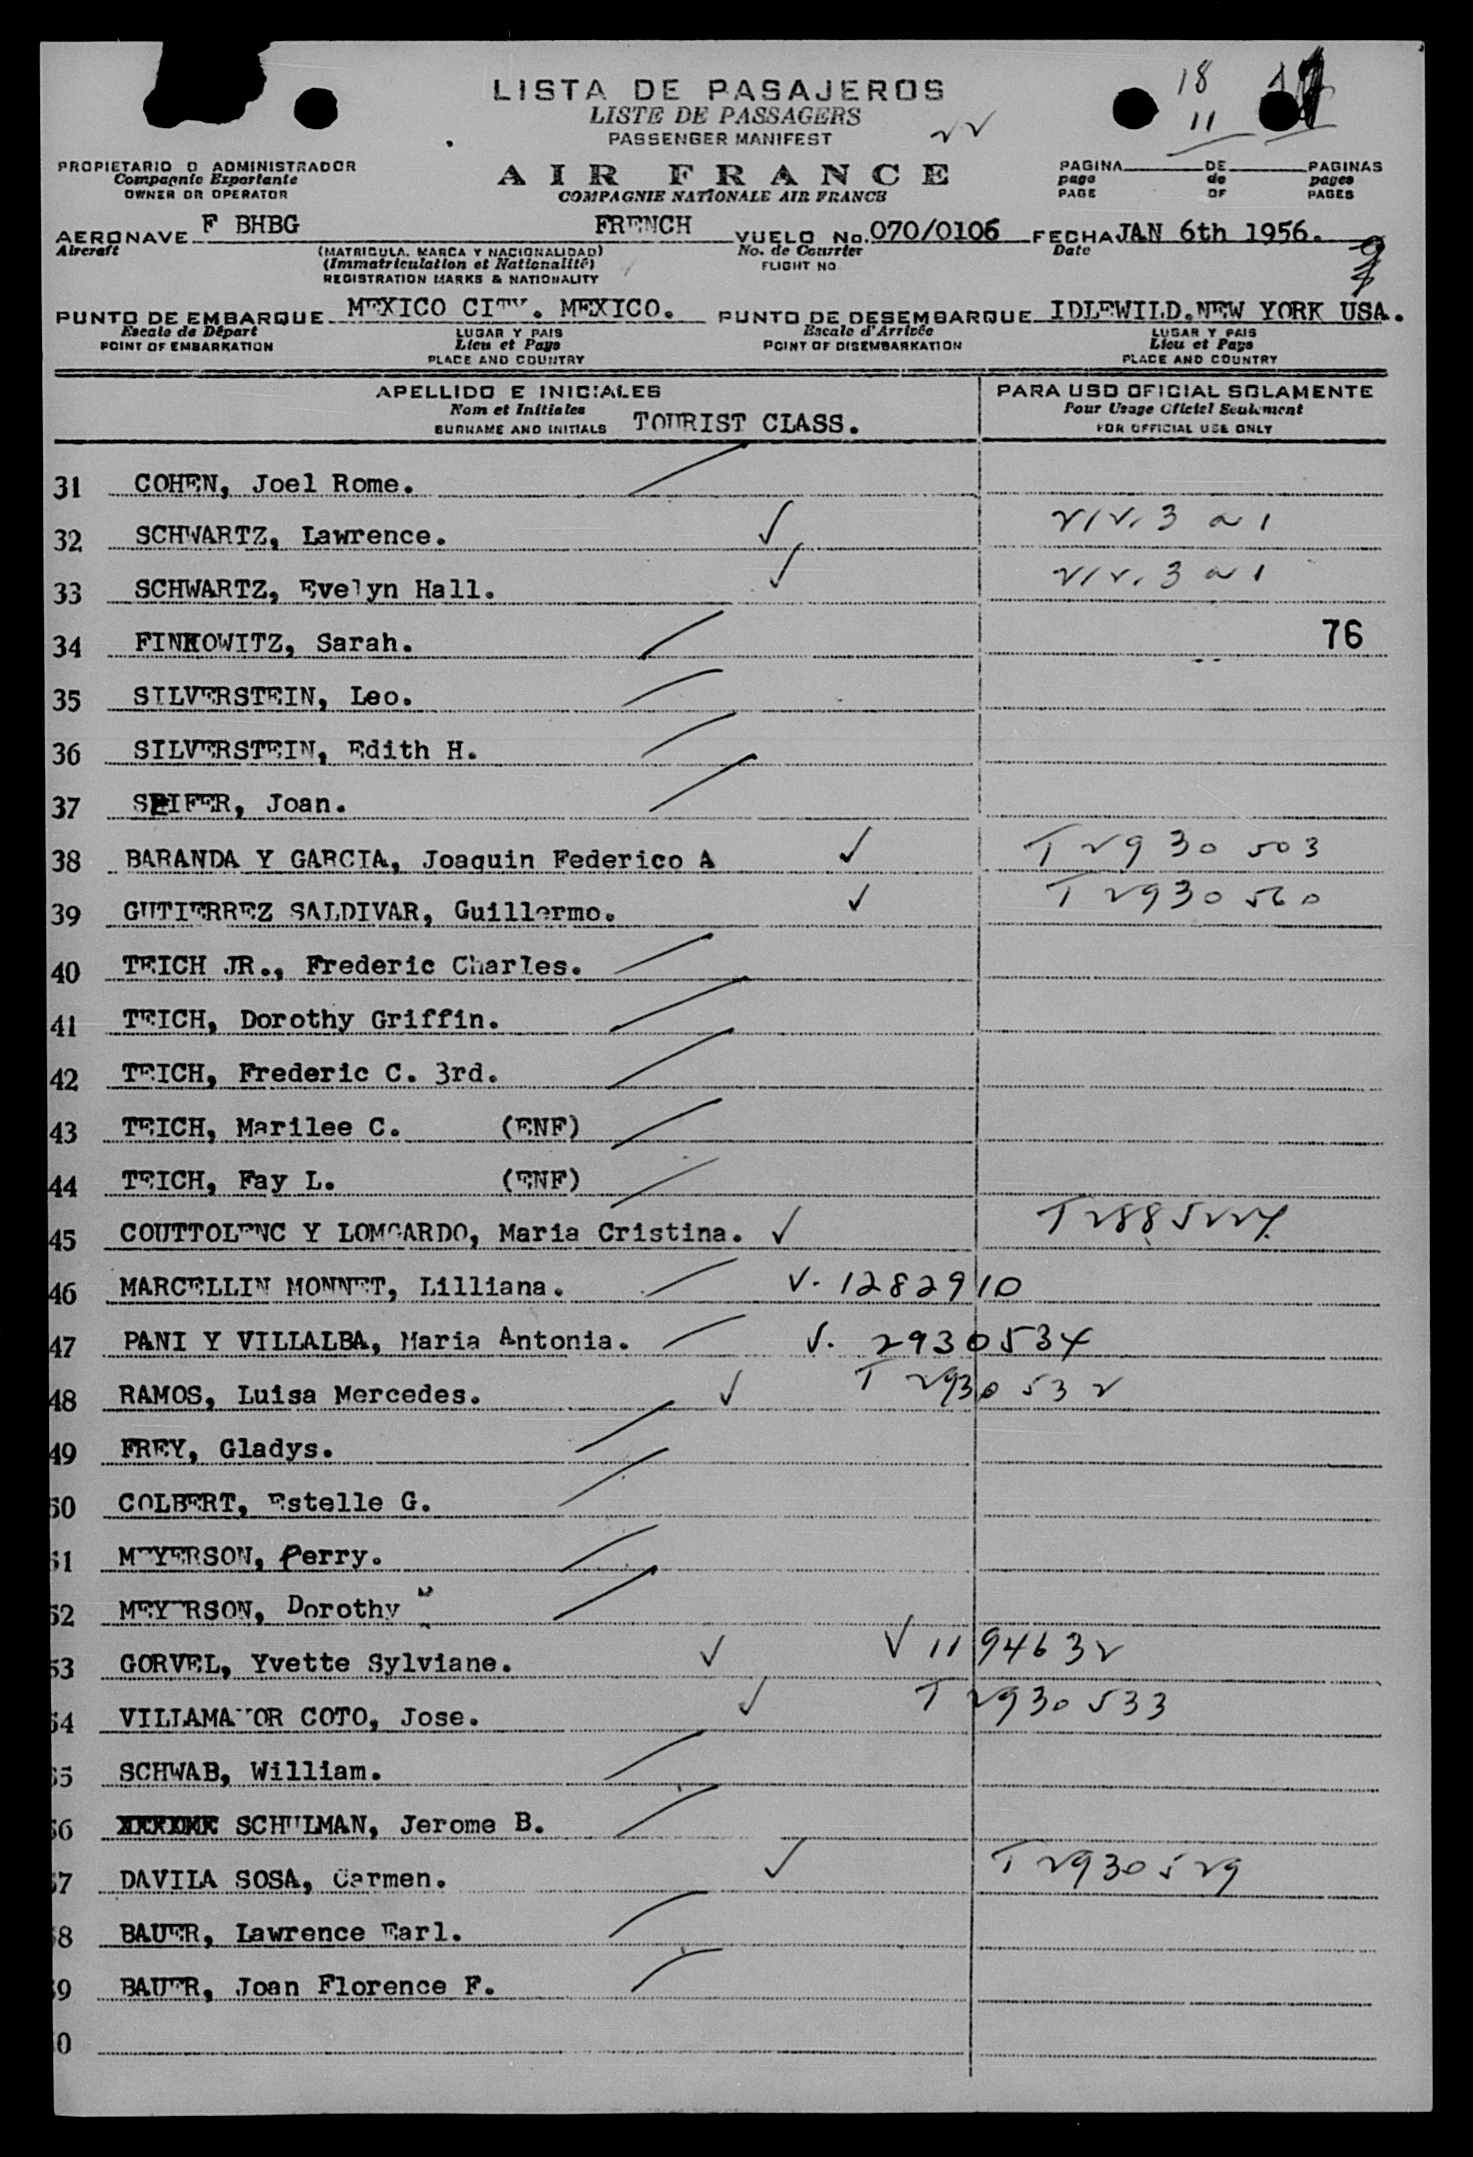 LISTA DE PASAJEROS
LISTE DE PASSAGERS
PASSENGER MANIFEST
18
11
PROPIETARIO O ADMINISTRADOR
Compagnie Exportante
OWNER OR OPERATOR
AIR FRANCE
COMPAGNIE NATIONALE AIR FRANCE
PAGINA DE PAGINAS
page de pages
PAGE OF PAGES
AERONAVE F BHBG FRENCH VUELO No. 070/0106 FECHA JAN 6th 1956.
Aircraft (MATRICULA, MARCA Y NACIONALIDAD) No. de Courrier Date
(Immatriculation et Nationalité) FLIGHT NO
REGISTRATION MARKS & NATIONALITY
PUNTO DE EMBARQUE MEXICO CITY. MEXICO. PUNTO DE DESEMBARQUE IDLEWILD.NEW YORK USA.
Escale de Départ LUGAR Y PAIS Escale d'Arrivée LUGAR Y PAIS
POINT OF EMBARKATION Lieu et Pays POINT OF DISEMBARKATION Lieu et Pays
PLACE AND COUNTRY PLACE AND COUNTRY
APELLIDO E INICIALES PARA USO OFICIAL SOLAMENTE
Nom et Initiales Pour Usage Officiel Seulement
SURNAME AND INITIALS TOURIST CLASS. FOR OFFICIAL USE ONLY
31 COHEN, Joel Rome.
32 SCHWARTZ, Lawrence.
33 SCHWARTZ, Evelyn Hall.
34 FINKOWITZ, Sarah. 76
35 SILVERSTEIN, Leo.
36 SILVERSTEIN, Edith H.
37 SEIFER, Joan.
38 BARANDA Y GARCIA, Joaquin Federico A T 2930503
39 GUTIERREZ SALDIVAR, Guillermo. T 2930560
40 TEICH JR., Frederic Charles.
41 TEICH, Dorothy Griffin.
42 TEICH, Frederic C. 3rd.
43 TEICH, Marilee C. (ENF)
44 TEICH, Fay L. (ENF)
45 COUTTOLENC Y LOMGARDO, Maria Cristina.
46 MARCELLIN MONNET, Lilliana. V. 1282910
47 PANI Y VILLALBA, Maria Antonia. V. 2930534
48 RAMOS, Luisa Mercedes. T 2930532
49 FREY, Gladys.
50 COLBERT, Estelle G.
51 MEYERSON, Perry.
52 MEYERSON, Dorothy
53 GORVEL, Yvette Sylviane. V 1194632
54 VILLAMAYOR COTO, Jose. T 2930533
55 SCHWAB, William.
56 SCHULMAN, Jerome B.
57 DAVILA SOSA, Carmen. T 2930529
58 BAUER, Lawrence Earl.
59 BAUER, Joan Florence F.
0